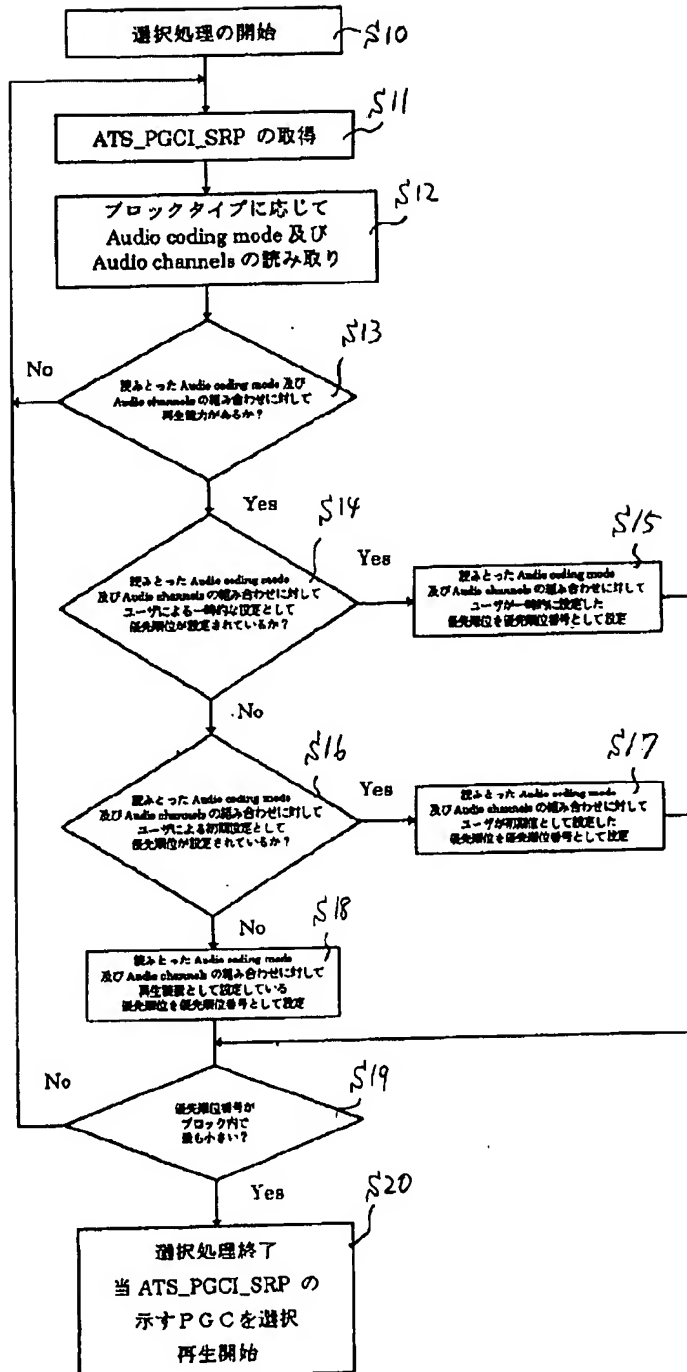 選択処理の開始
S10
S11
ATS_PGCI_SRP の取得
S12
ブロックタイプに応じて
Audio coding mode 及び
Audio channels の読み取り
S13
No
読みとった Audio coding mode 及び
Audio channels の組み合わせに対して
再生能力があるか?
Yes
S14
読みとった Audio coding mode
及び Audio channels の組み合わせに対して
ユーザによる一時的な設定として
優先順位が設定されているか?
Yes
S15
読みとった Audio coding mode
及び Audio channels の組み合わせに対して
ユーザが一時的に設定した
優先順位を優先順位番号として設定
No
S16
読みとった Audio coding mode
及び Audio channels の組み合わせに対して
ユーザによる初期設定として
優先順位が設定されているか?
Yes
S17
読みとった Audio coding mode
及び Audio channels の組み合わせに対して
ユーザが初期値として設定した
優先順位を優先順位番号として設定
No
S18
読みとった Audio coding mode
及び Audio channels の組み合わせに対して
再生装置として設定している
優先順位を優先順位番号として設定
No
S19
優先順位番号が
ブロック内で
最も小さい?
Yes
S20
選択処理終了
当 ATS_PGCI_SRP の
示すPGCを選択
再生開始